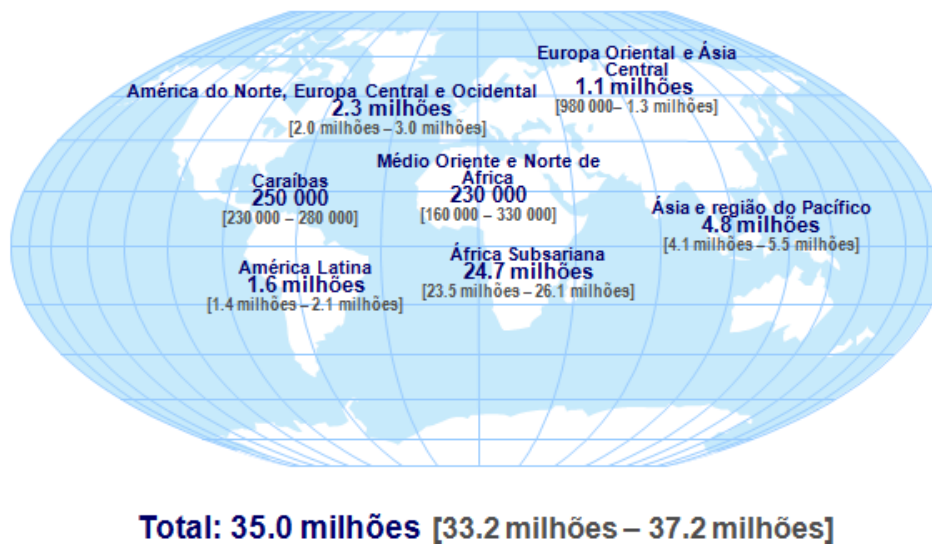 Europa Oriental e Ásia
Central
1.1 milhões
[980 000– 1.3 milhões]
América do Norte, Europa Central e Ocidental
2.3 milhões
[2.0 milhões – 3.0 milhões]
Médio Oriente e Norte de
África
230 000
[160 000 – 330 000]
Caraíbas
250 000
[230 000 – 280 000]
Ásia e região do Pacífico
4.8 milhões
[4.1 milhões – 5.5 milhões]
África Subsariana
24.7 milhões
[23.5 milhões – 26.1 milhões]
América Latina
1.6 milhões
[1.4 milhões – 2.1 milhões]
Total: 35.0 milhões [33.2 milhões – 37.2 milhões]